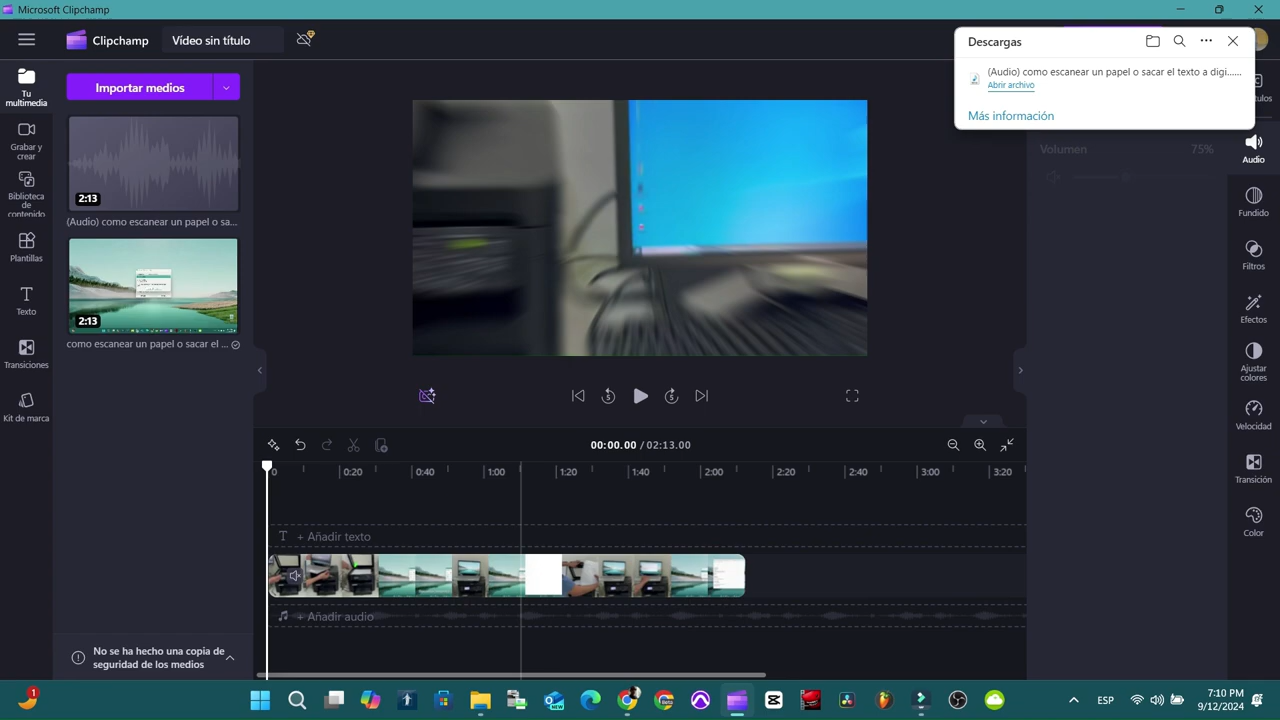 Microsoft Clipchamp
Clipchamp
Vídeo sin título
Descargas
(Audio) como escanear un papel o sacar el texto a digi......
Abrir archivo
Más información
Tu
multimedia
Grabar y
crear
Biblioteca
de
contenido
Plantillas
Texto
Transiciones
Kit de marca
Importar medios
2:13
(Audio) como escanear un papel o sa...
2:13
como escanear un papel o sacar el ...
No se ha hecho una copia de
seguridad de los medios
Volumen
75%
Audio
Fundido
Filtros
Efectos
Ajustar
colores
Velocidad
Transición
Color
5
5
00:00.00 / 02:13.00
0
0:20
0:40
1:00
1:20
1:40
2:00
2:20
2:40
3:00
3:20
T + Añadir texto
+ Añadir audio
1
ESP
7:10 PM
9/12/2024